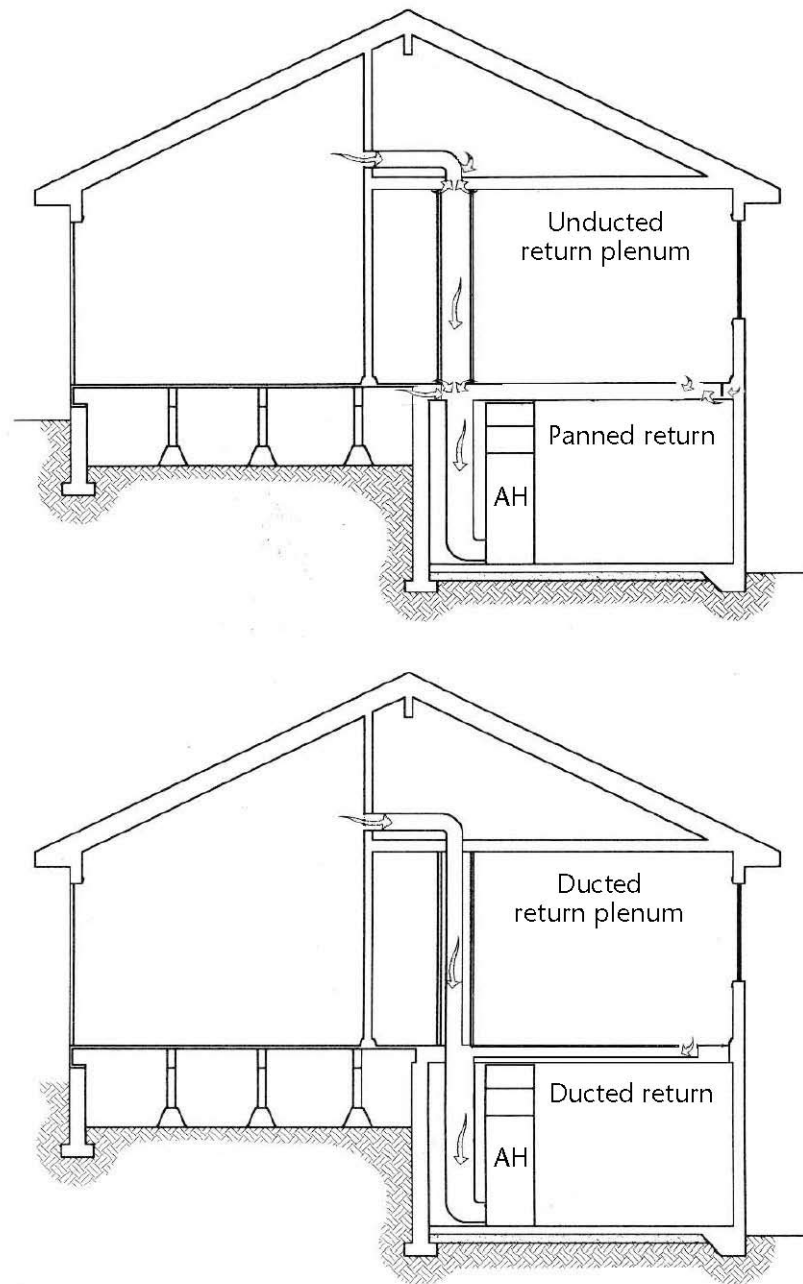 Unducted
return plenum
Panned return
AH
Ducted
return plenum
Ducted return
AH